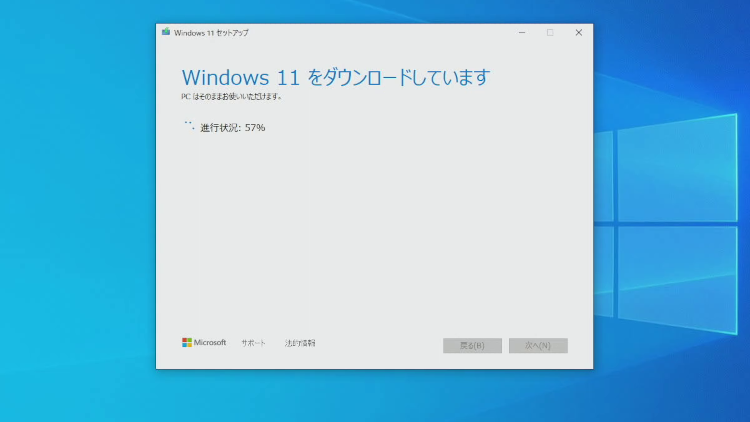 Windows 11 セットアップ
Windows 11 をダウンロードしています
PC はそのままお使いいただけます。
進行状況: 57%
Microsoft サポート 法的情報 戻る(B) 次へ(N)